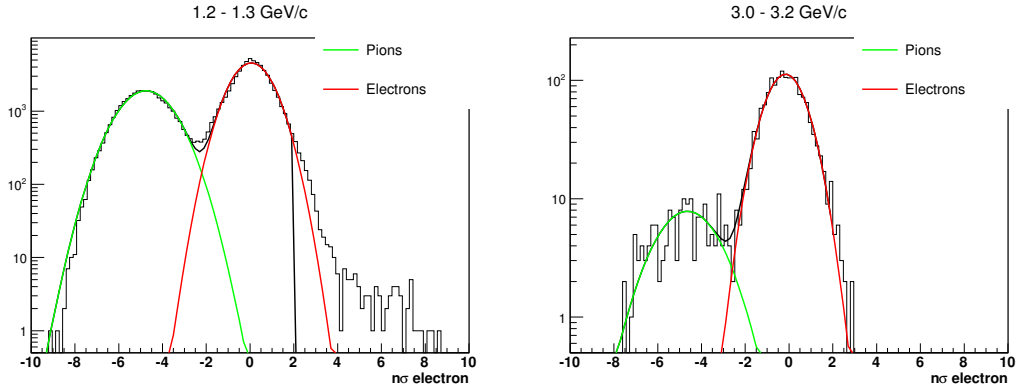 1.2 - 1.3 GeV/c
Pions
Electrons
10³
10²
10
1
-10 -8 -6 -4 -2 0 2 4 6 8 10
nσ electron
3.0 - 3.2 GeV/c
Pions
Electrons
10²
10
1
-10 -8 -6 -4 -2 0 2 4 6 8 10
nσ electron